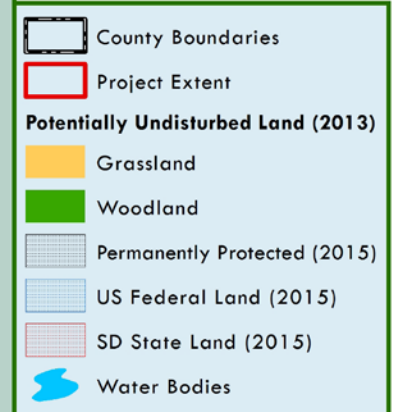 County Boundaries
Project Extent
Potentially Undisturbed Land (2013)
Grassland
Woodland
Permanently Protected (2015)
US Federal Land (2015)
SD State Land (2015)
Water Bodies